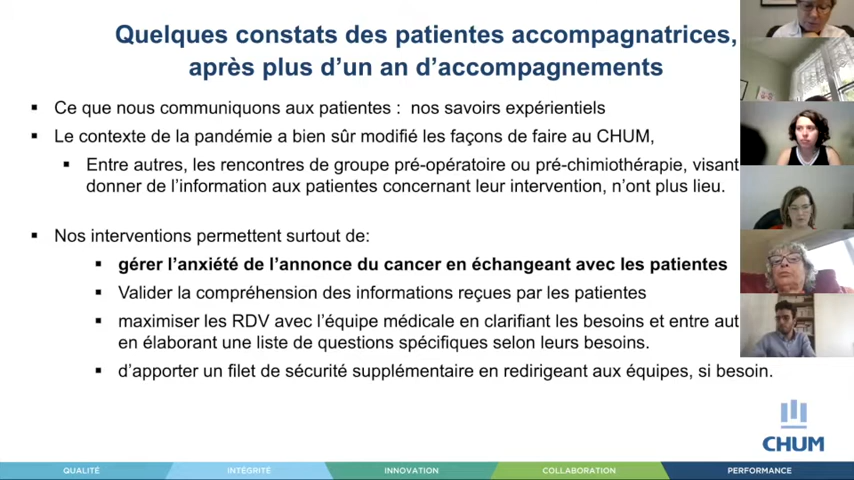 Quelques constats des patientes accompagnatrices,
après plus d’un an d’accompagnements
▪ Ce que nous communiquons aux patientes : nos savoirs expérientiels
▪ Le contexte de la pandémie a bien sûr modifié les façons de faire au CHUM,
▪ Entre autres, les rencontres de groupe pré-opératoire ou pré-chimiothérapie, visant
donner de l’information aux patientes concernant leur intervention, n’ont plus lieu.
▪ Nos interventions permettent surtout de:
▪ gérer l’anxiété de l’annonce du cancer en échangeant avec les patientes
▪ Valider la compréhension des informations reçues par les patientes
▪ maximiser les RDV avec l’équipe médicale en clarifiant les besoins et entre aut
en élaborant une liste de questions spécifiques selon leurs besoins.
▪ d’apporter un filet de sécurité supplémentaire en redirigeant aux équipes, si besoin.
CHUM
QUALITÉ INTÉGRITÉ INNOVATION COLLABORATION PERFORMANCE